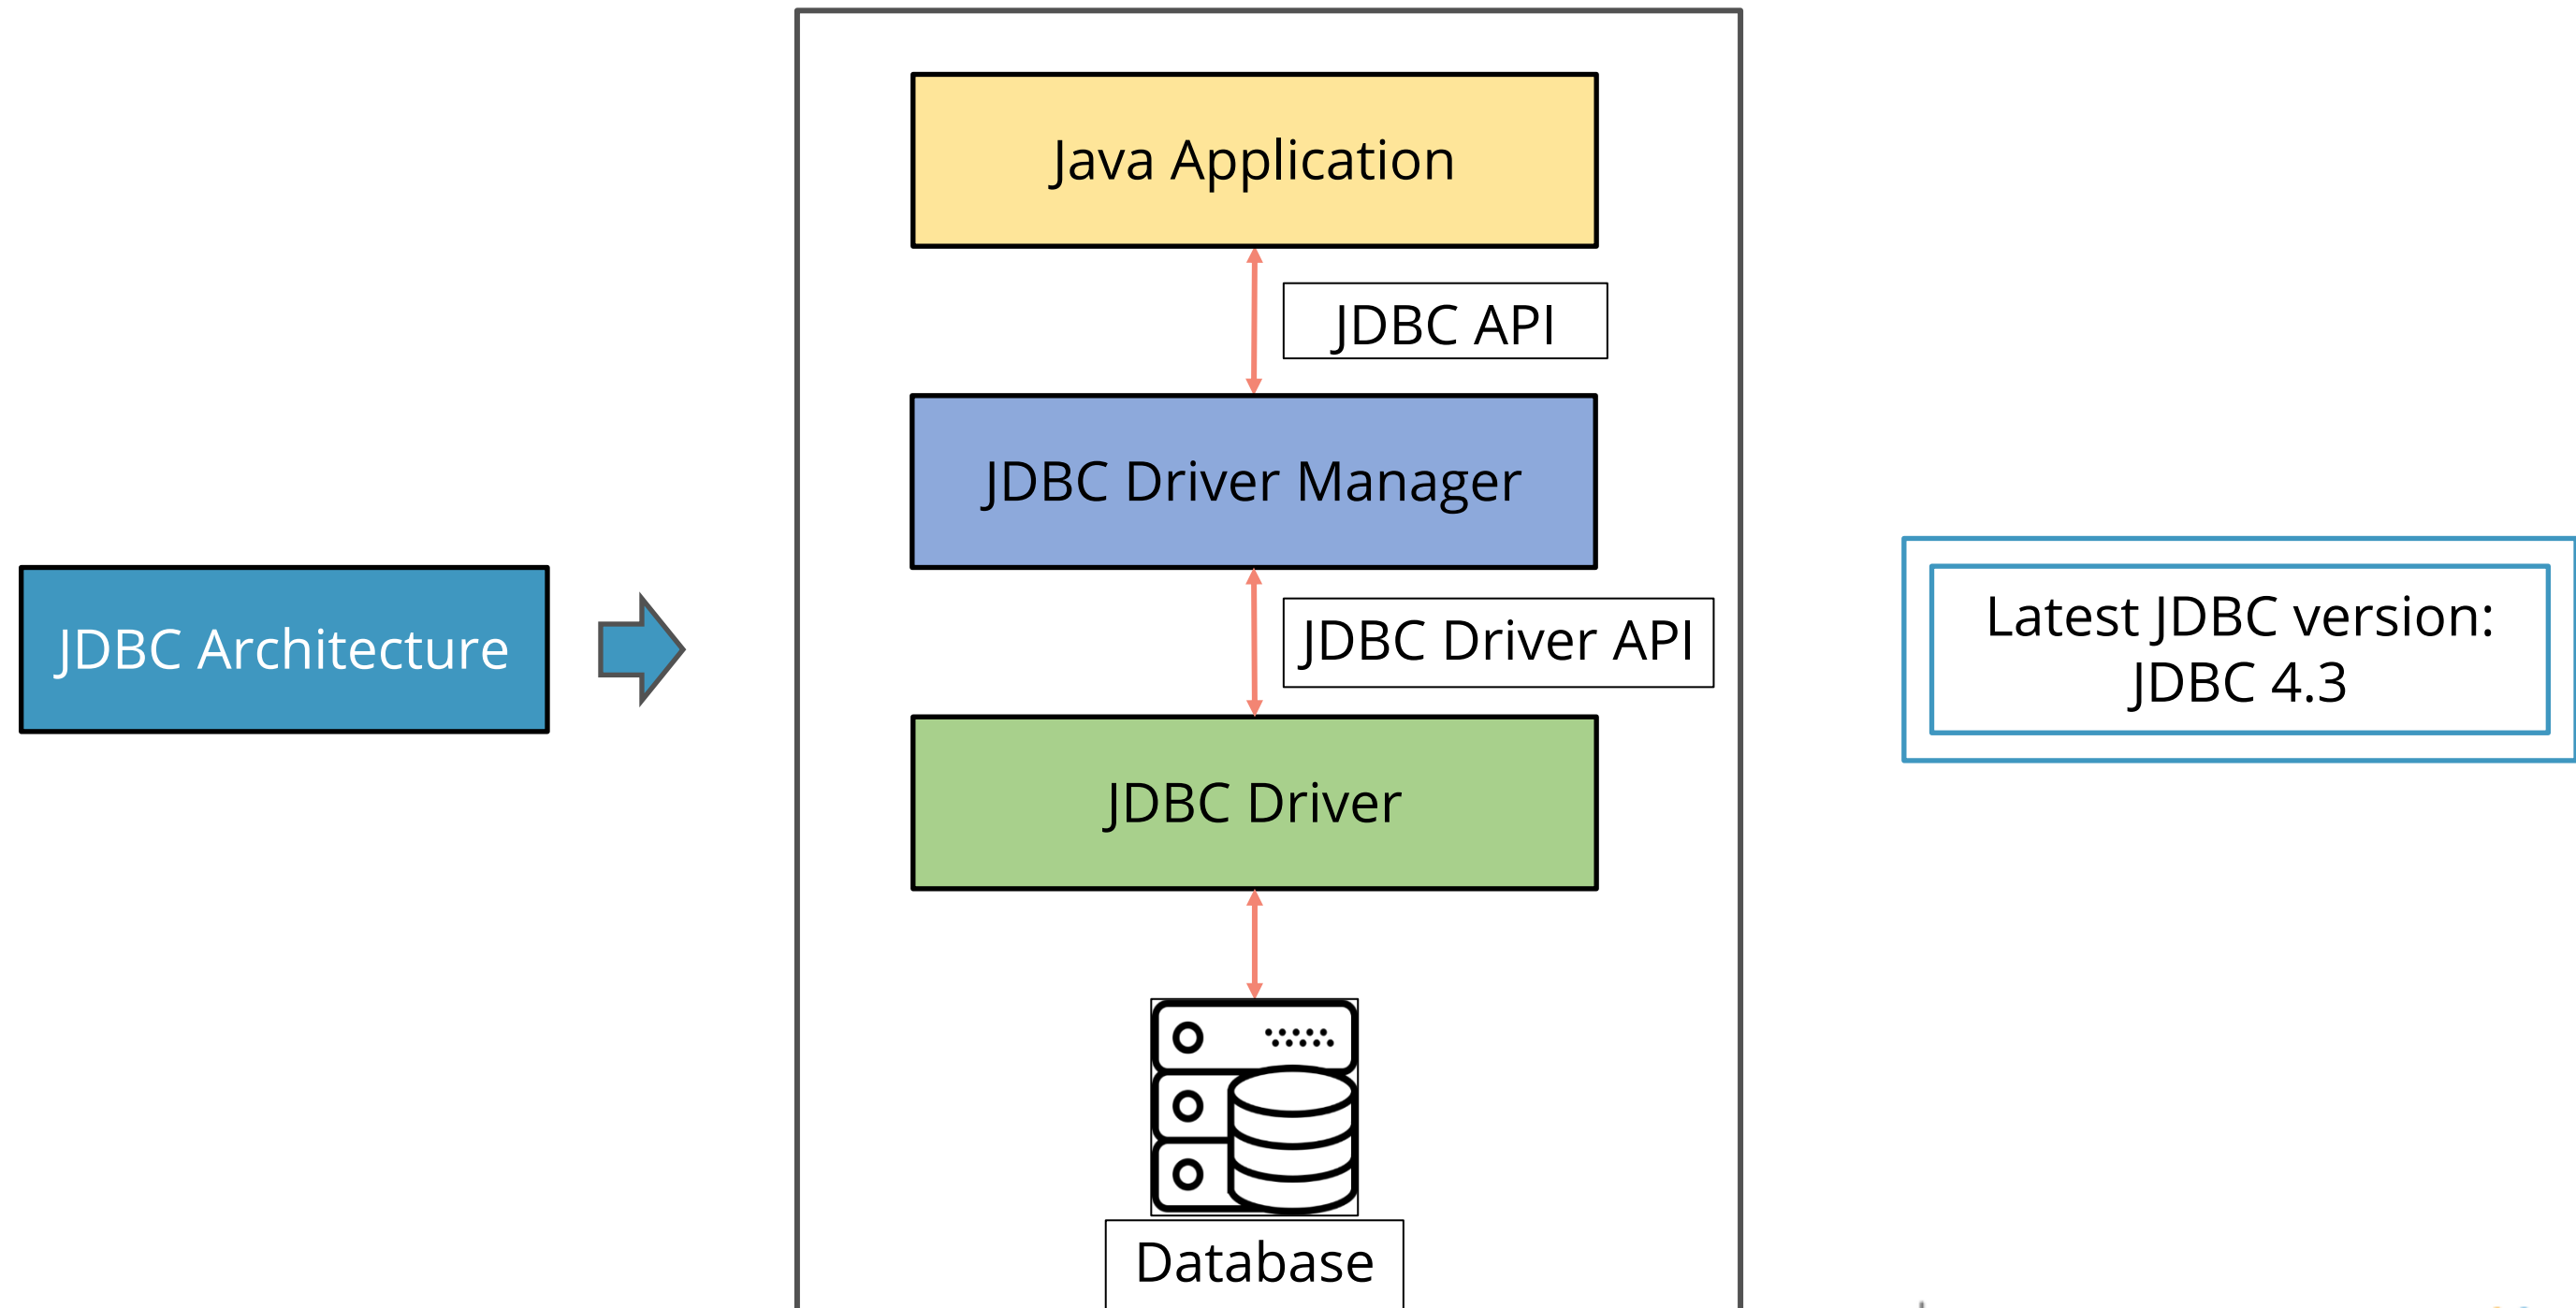 Java Application
JDBC API
JDBC Driver Manager
JDBC Architecture
JDBC Driver API
Latest JDBC version:
JDBC 4.3
JDBC Driver
Database